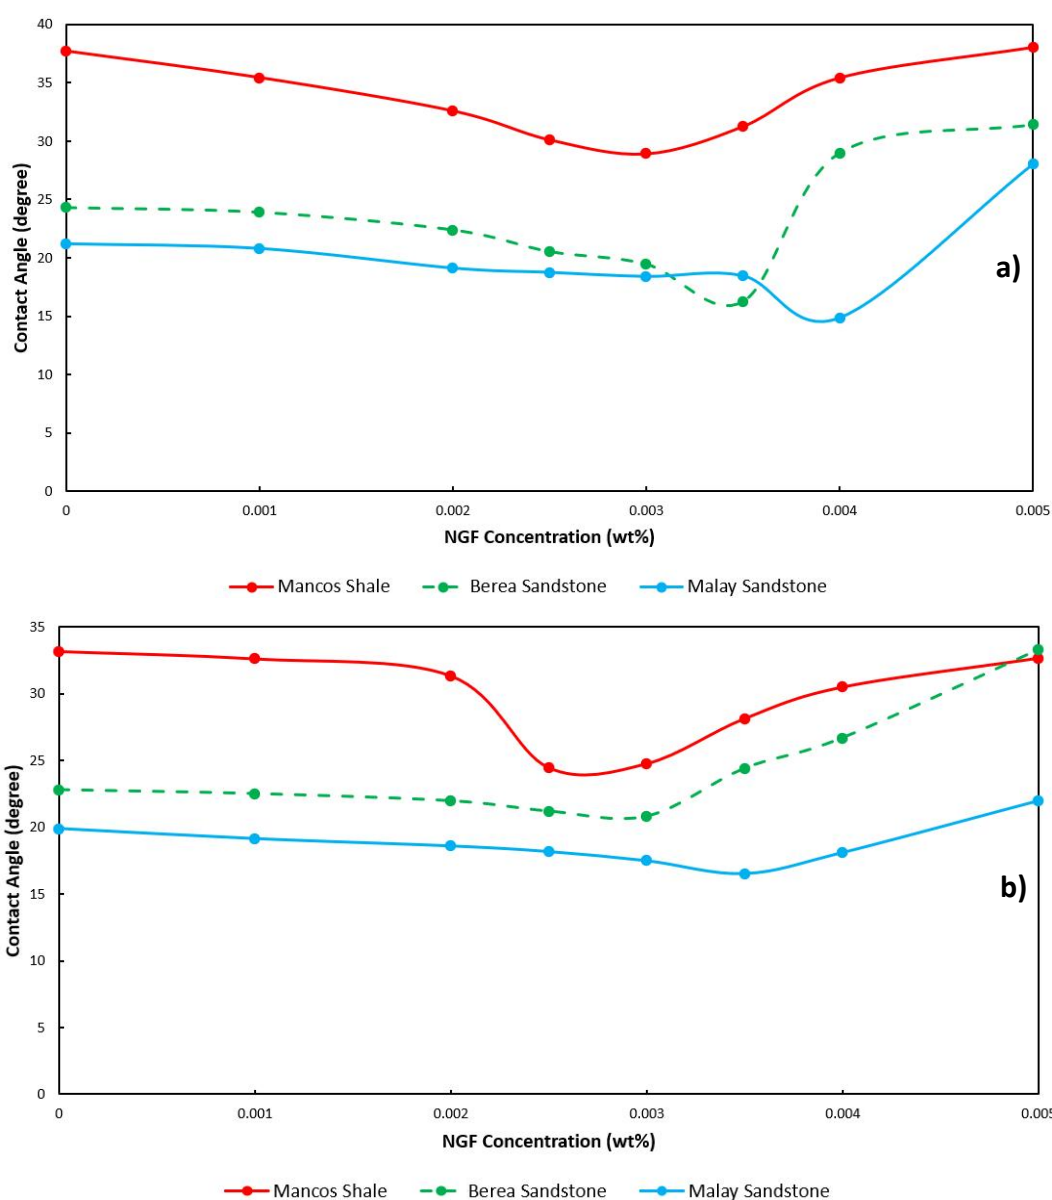 40
35
30
25
20
15
10
5
0
Contact Angle (degree)
a)
0 0.001 0.002 0.003 0.004 0.005
NGF Concentration (wt%)
Mancos Shale Berea Sandstone Malay Sandstone
35
30
25
20
15
10
5
0
Contact Angle (degree)
b)
0 0.001 0.002 0.003 0.004 0.005
NGF Concentration (wt%)
Mancos Shale Berea Sandstone Malay Sandstone